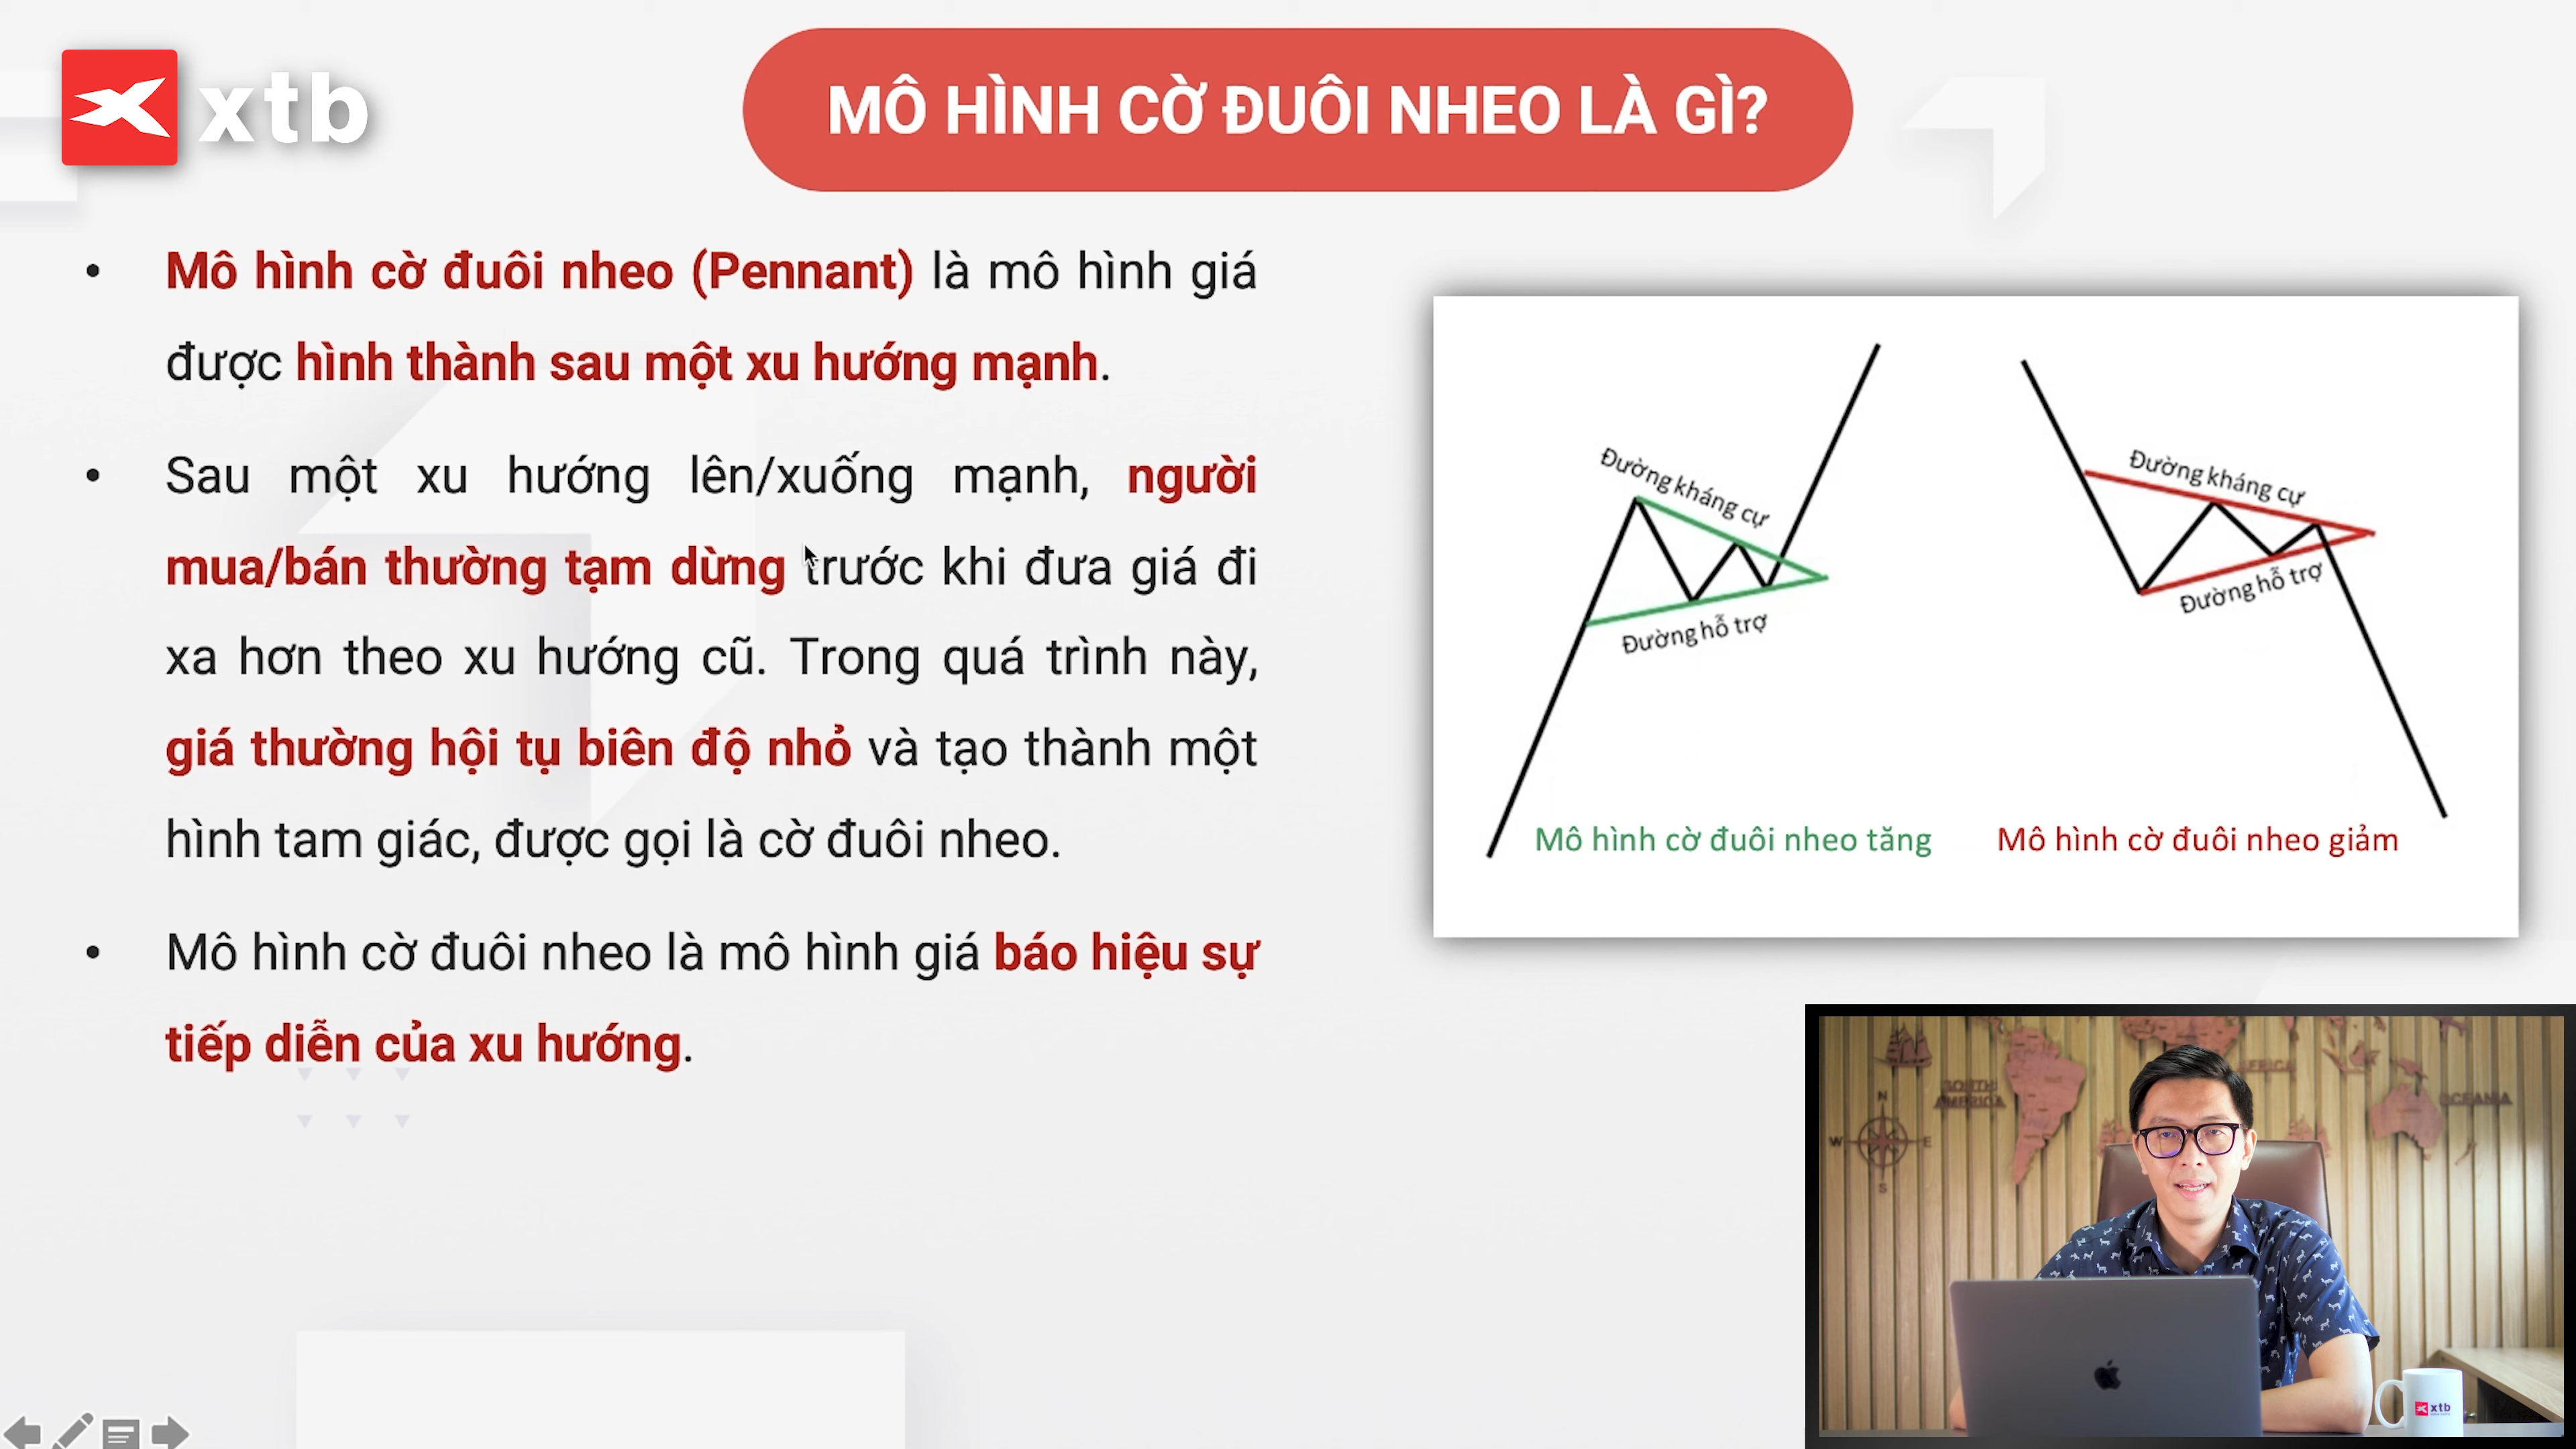 xtb
MÔ HÌNH CỜ ĐUÔI NHEO LÀ GÌ?
• Mô hình cờ đuôi nheo (Pennant) là mô hình giá
được hình thành sau một xu hướng mạnh.
• Sau một xu hướng lên/xuống mạnh, người
mua/bán thường tạm dừng trước khi đưa giá đi
xa hơn theo xu hướng cũ. Trong quá trình này,
giá thường hội tụ biên độ nhỏ và tạo thành một
hình tam giác, được gọi là cờ đuôi nheo.
• Mô hình cờ đuôi nheo là mô hình giá báo hiệu sự
tiếp diễn của xu hướng.
Đường kháng cự
Đường hỗ trợ
Mô hình cờ đuôi nheo tăng
Đường kháng cự
Đường hỗ trợ
Mô hình cờ đuôi nheo giảm
SOUTH
AMERICA
AFRICA
OCEANIA
N
W
E
S
xtb